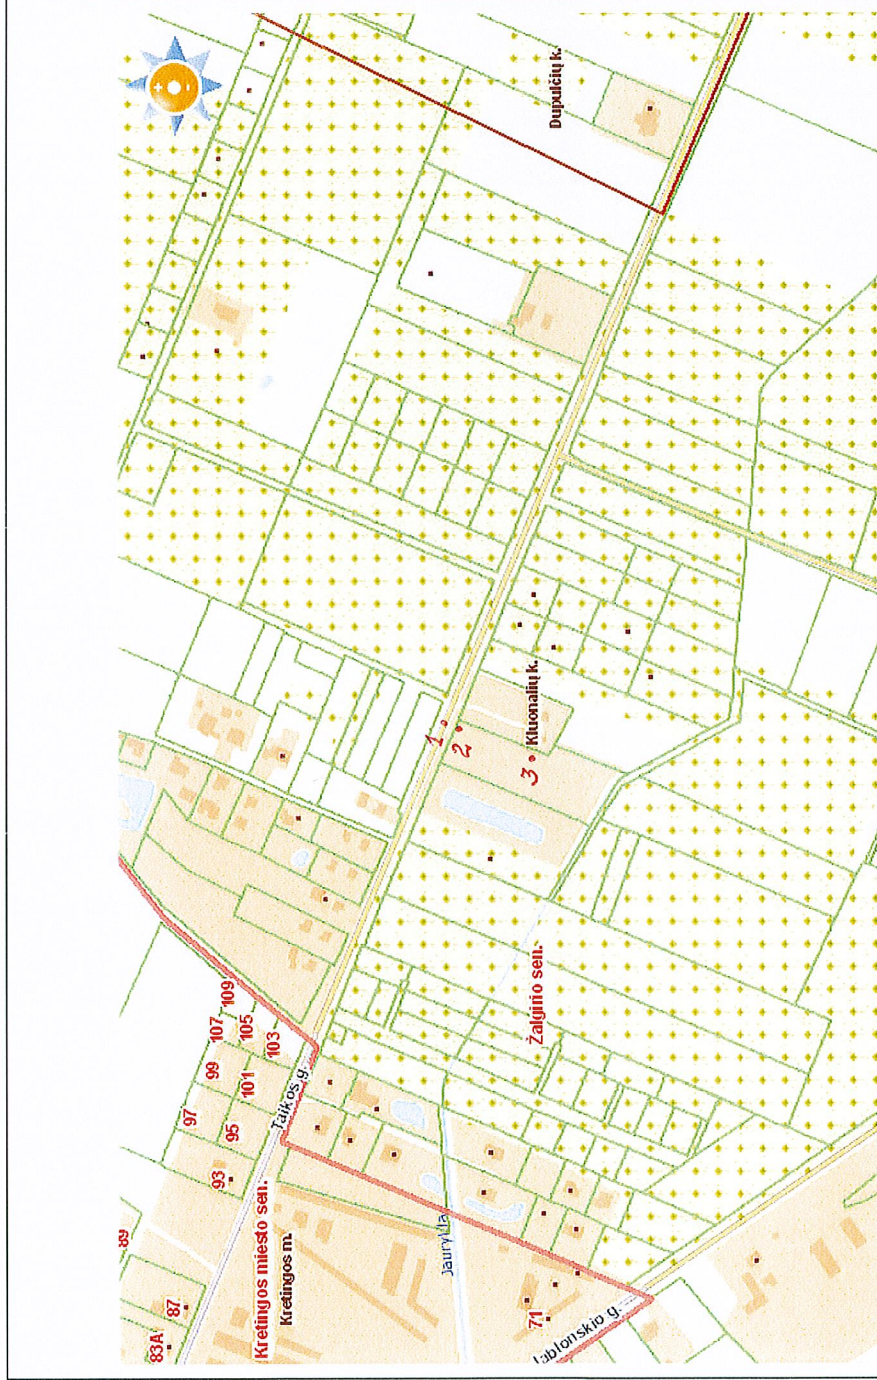 Dupulčių k.
1
2
3
Kluonalių k.
Žalgirio sen.
109
107
105
103
99
101
97
95
93
Taikos g.
89
87
83A
Kretingos miesto sen.
Kretingos m.
Jaurykla
71
Jablonskio g.